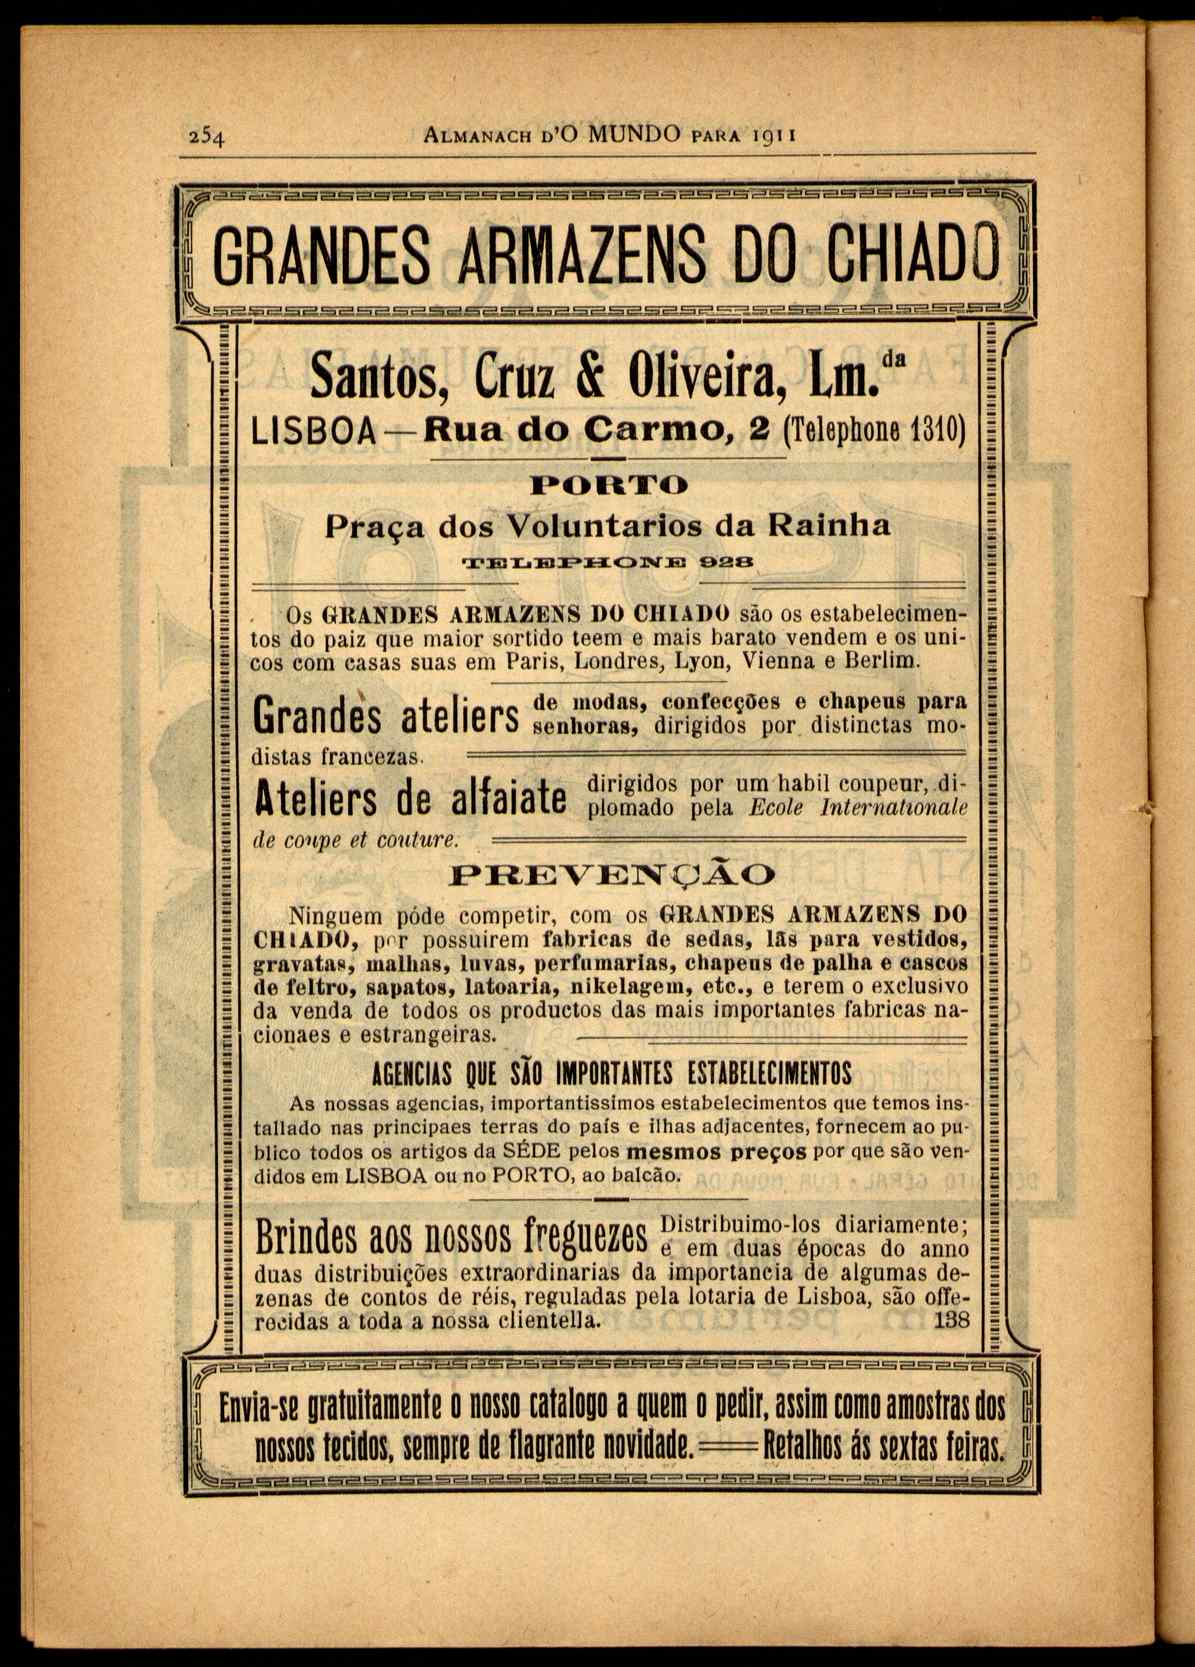 254
ALMANACH D'O MUNDO PARA 1911
GRANDES ARMAZENS DO CHIADO
Santos, Cruz & Oliveira, Lm.da
LISBOA — Rua do Carmo, 2 (Telephone 1310)
PORTO
Praça dos Voluntarios da Rainha
TELEPHONE 928
Os GRANDES ARMAZENS DO CHIADO são os estabelecimen-
tos do paiz que maior sortido teem e mais barato vendem e os uni-
cos com casas suas em Paris, Londres, Lyon, Vienna e Berlim.
Grandes ateliers de modas, confecções e chapeus para
senhoras, dirigidos por distinctas mo-
distas francezas.
Ateliers de alfaiate dirigidos por um habil coupeur, di-
plomado pela Ecole Internationale
de coupe et couture.
PREVENÇÃO
Ninguem póde competir, com os GRANDES ARMAZENS DO
CHIADO, por possuirem fabricas de sedas, lãs para vestidos,
gravatas, malhas, luvas, perfumarias, chapeus de palha e cascos
de feltro, sapatos, latoaria, nikelagem, etc., e terem o exclusivo
da venda de todos os productos das mais importantes fabricas na-
cionaes e estrangeiras.
AGENCIAS QUE SÃO IMPORTANTES ESTABELECIMENTOS
As nossas agencias, importantissimos estabelecimentos que temos ins-
tallado nas principaes terras do país e ilhas adjacentes, fornecem ao pu-
blico todos os artigos da SÉDE pelos mesmos preços por que são ven-
didos em LISBOA ou no PORTO, ao balcão.
Brindes aos nossos freguezes Distribuimo-los diariamente;
e em duas épocas do anno
duas distribuições extraordinarias da importancia de algumas de-
zenas de contos de réis, reguladas pela lotaria de Lisboa, são offe-
recidas a toda a nossa clientella. 138
Envia-se gratuitamente o nosso catalogo a quem o pedir, assim como amostras dos
nossos tecidos, sempre de flagrante novidade. — Retalhos ás sextas feiras.